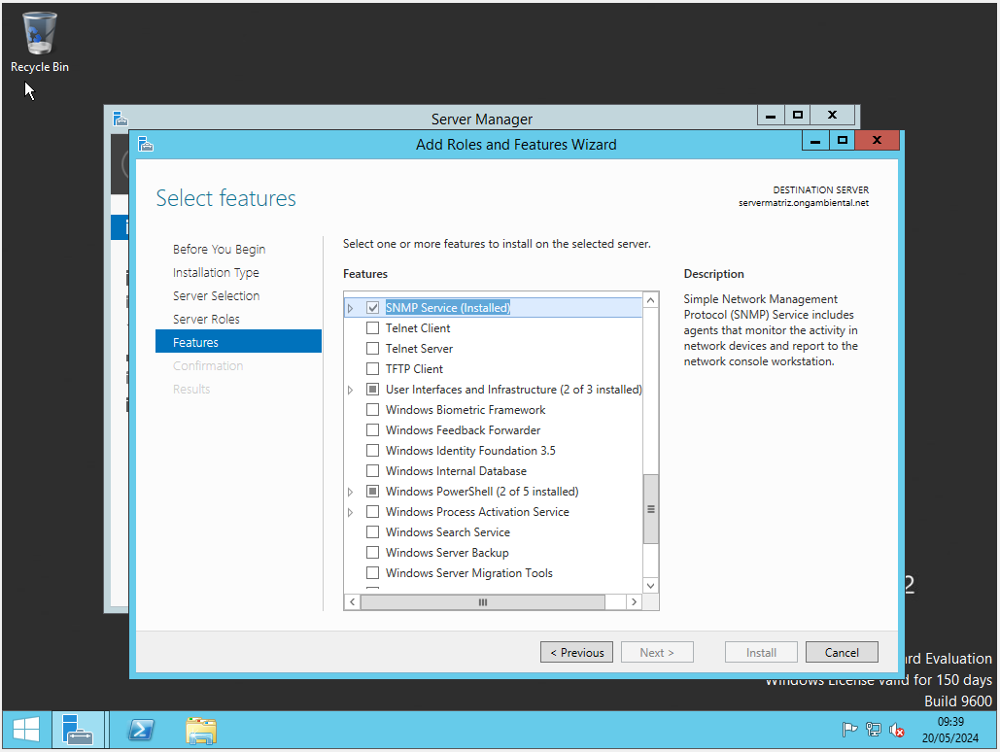 Recycle Bin
Server Manager
Add Roles and Features Wizard
Select features
DESTINATION SERVER
servermatriz.ongambiental.net
Before You Begin
Installation Type
Server Selection
Server Roles
Features
Confirmation
Results
Select one or more features to install on the selected server.
Features
SNMP Service (Installed)
Telnet Client
Telnet Server
TFTP Client
User Interfaces and Infrastructure (2 of 3 installed)
Windows Biometric Framework
Windows Feedback Forwarder
Windows Identity Foundation 3.5
Windows Internal Database
Windows PowerShell (2 of 5 installed)
Windows Process Activation Service
Windows Search Service
Windows Server Backup
Windows Server Migration Tools
Description
Simple Network Management
Protocol (SNMP) Service includes
agents that monitor the activity in
network devices and report to the
network console workstation.
< Previous
Next >
Install
Cancel
2
rd Evaluation
Windows License valid for 150 days
Build 9600
09:39
20/05/2024